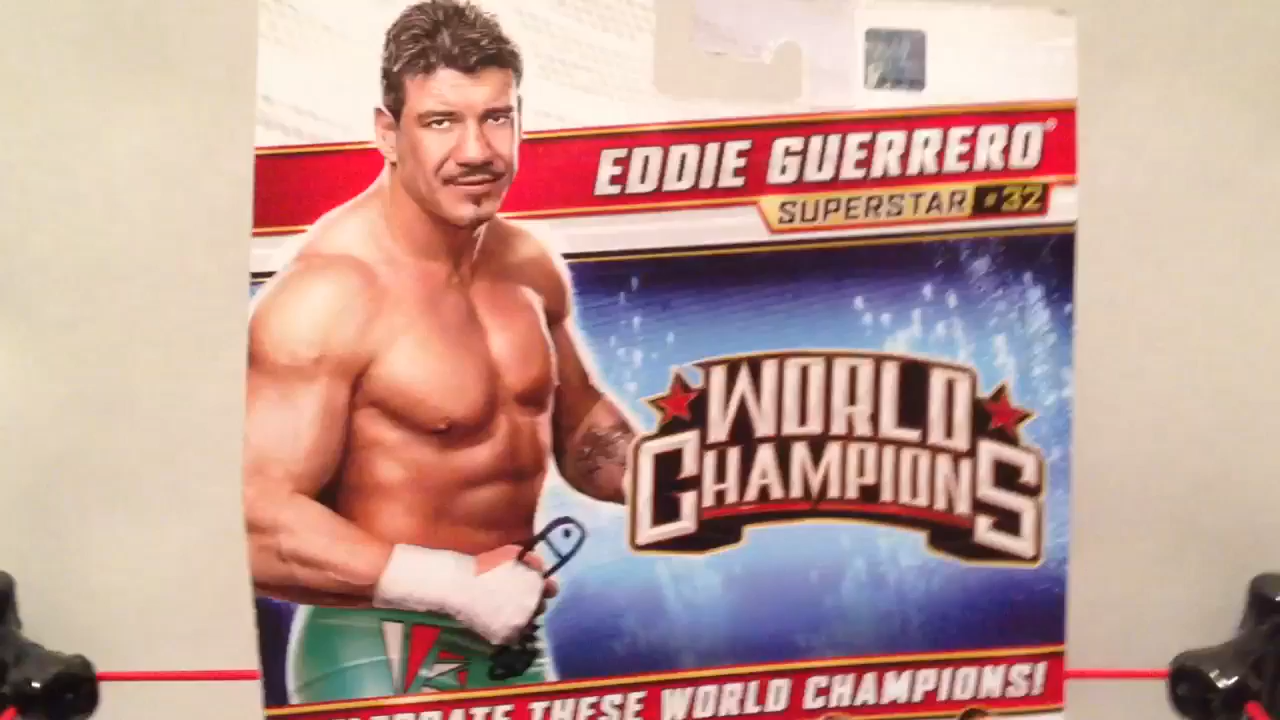 EDDIE GUERRERO®
SUPERSTAR #32
WORLD
CHAMPIONS
THESE WORLD CHAMPIONS!